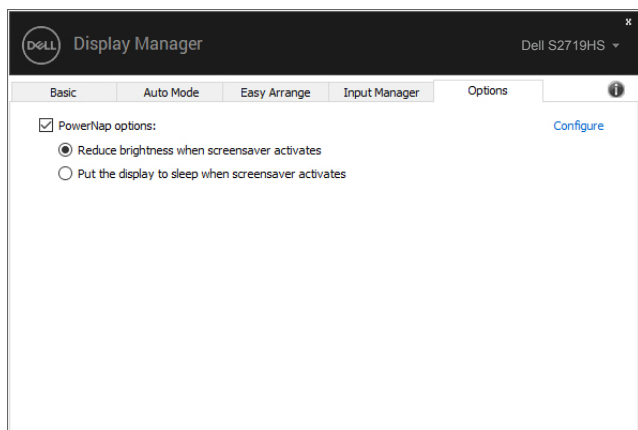 x
DELL Display Manager Dell S2719HS
Basic Auto Mode Easy Arrange Input Manager Options i
PowerNap options: Configure
Reduce brightness when screensaver activates
Put the display to sleep when screensaver activates